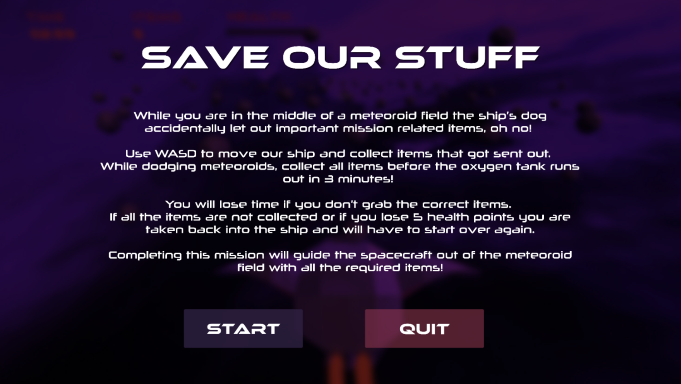 SAVE OUR STUFF
While you are in the middle of a meteoroid field the ship's dog
accidentally let out important mission related items, oh no!
Use WASD to move our ship and collect items that got sent out.
While dodging meteoroids, collect all items before the oxygen tank runs
out in 3 minutes!
You will lose time if you don't grab the correct items.
If all the items are not collected or if you lose 5 health points you are
taken back into the ship and will have to start over again.
Completing this mission will guide the spacecraft out of the meteoroid
field with all the required items!
START
QUIT